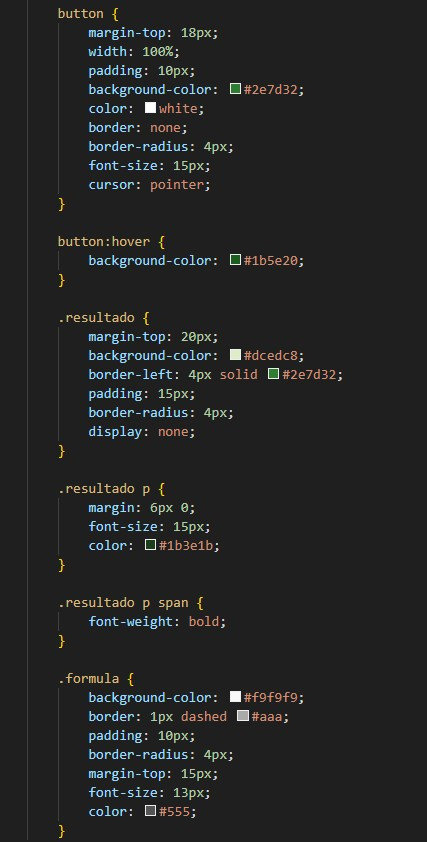 button {
margin-top: 18px;
width: 100%;
padding: 10px;
background-color: #2e7d32;
color: white;
border: none;
border-radius: 4px;
font-size: 15px;
cursor: pointer;
}
button:hover {
background-color: #1b5e20;
}
.resultado {
margin-top: 20px;
background-color: #dcedc8;
border-left: 4px solid #2e7d32;
padding: 15px;
border-radius: 4px;
display: none;
}
.resultado p {
margin: 6px 0;
font-size: 15px;
color: #1b3e1b;
}
.resultado p span {
font-weight: bold;
}
.formula {
background-color: #f9f9f9;
border: 1px dashed #aaa;
padding: 10px;
border-radius: 4px;
margin-top: 15px;
font-size: 13px;
color: #555;
}